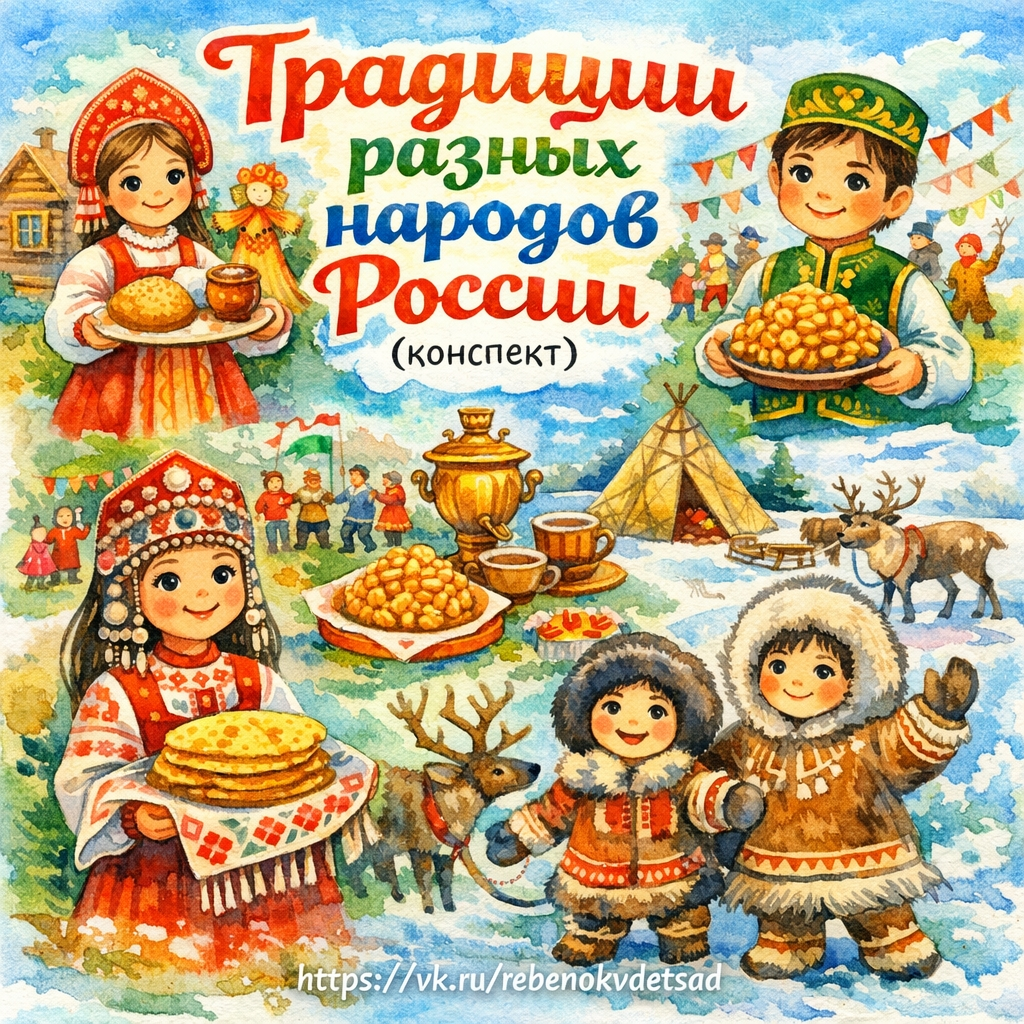 Традиции
разных
народов
России
(конспект)
https://vk.ru/rebenokvdetsad